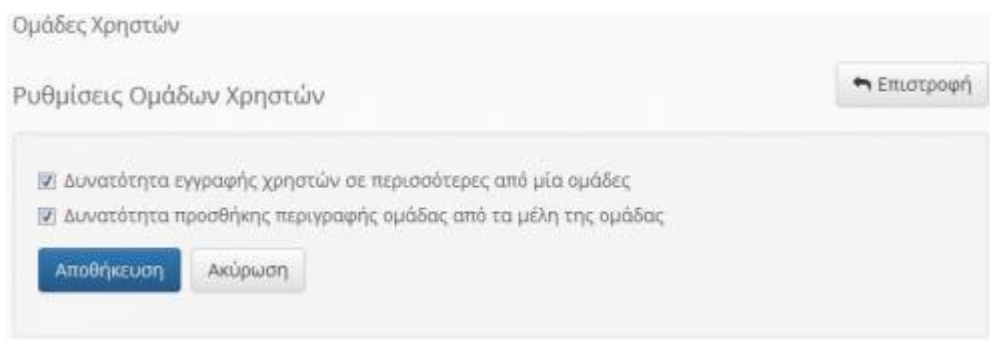 Ομάδες Χρηστών
Ρυθμίσεις Ομάδων Χρηστών
Επιστροφή
Δυνατότητα εγγραφής χρηστών σε περισσότερες από μία ομάδες
Δυνατότητα προσθήκης περιγραφής ομάδας από τα μέλη της ομάδας
Αποθήκευση Ακύρωση